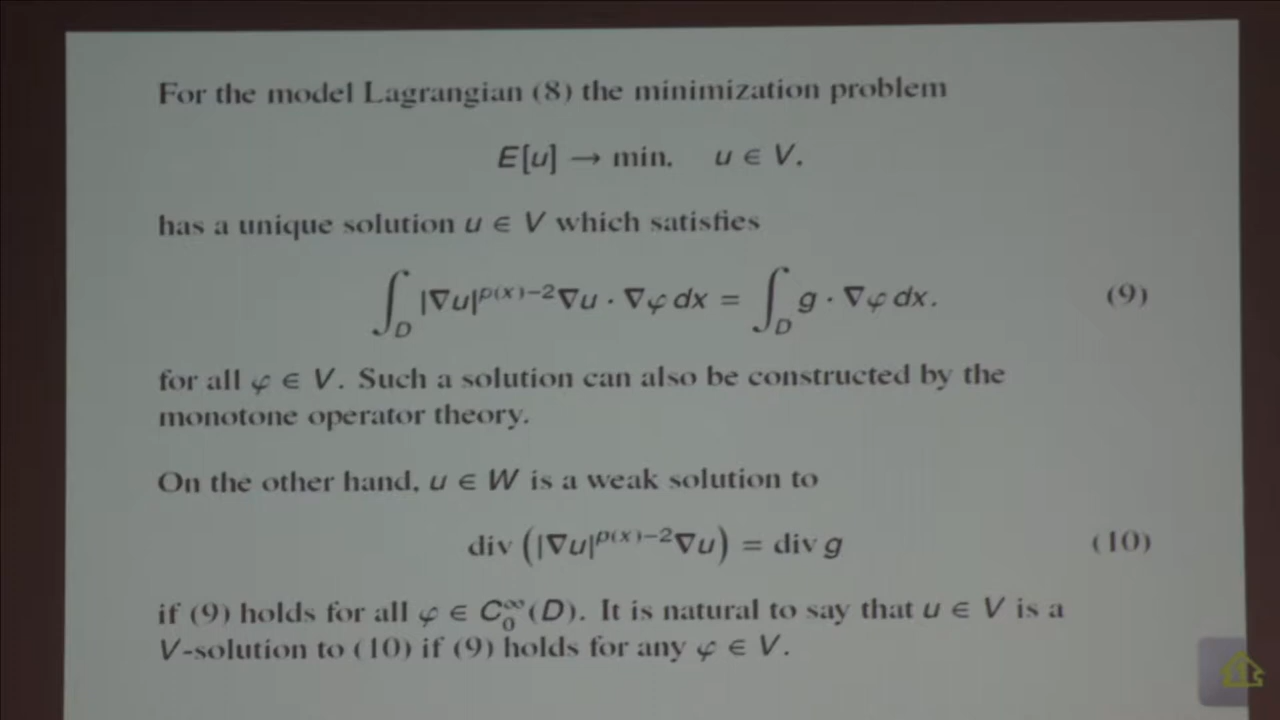 For the model Lagrangian (8) the minimization problem
E[u] → min, u ∈ V,
has a unique solution u ∈ V which satisfies
∫_D |∇u|^{p(x)−2}∇u · ∇φ dx = ∫_D g · ∇φ dx. (9)
for all φ ∈ V. Such a solution can also be constructed by the
monotone operator theory.
On the other hand, u ∈ W is a weak solution to
div (|∇u|^{p(x)−2}∇u) = div g (10)
if (9) holds for all φ ∈ C_0^∞(D). It is natural to say that u ∈ V is a
V-solution to (10) if (9) holds for any φ ∈ V.